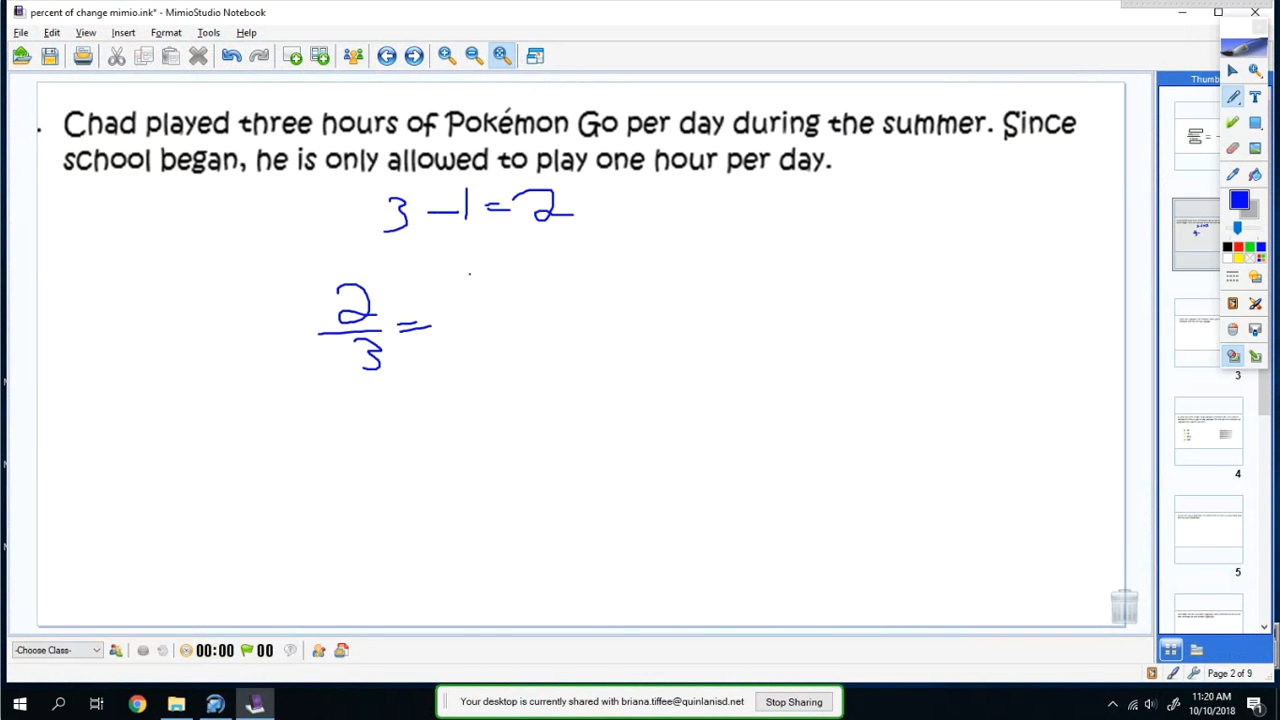 percent of change mimio.ink* - MimioStudio Notebook
File Edit View Insert Format Tools Help
. Chad played three hours of Pokémon Go per day during the summer. Since
school began, he is only allowed to play one hour per day.
3 - 1 = 2
2
3 =
Thumb
3
4
5
-Choose Class-
00:00
00
Page 2 of 9
Your desktop is currently shared with briana.tiffee@quinlanisd.net
Stop Sharing
11:20 AM
10/10/2018